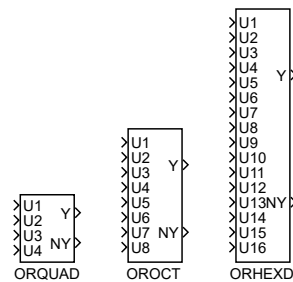 U1
U2
U3
U4
Y
NY
ORQUAD
U1
U2
U3
U4
U5
U6
U7
U8
Y
NY
OROCT
U1
U2
U3
U4
U5
U6
U7
U8
U9
U10
U11
U12
U13
U14
U15
U16
Y
NY
ORHEXD